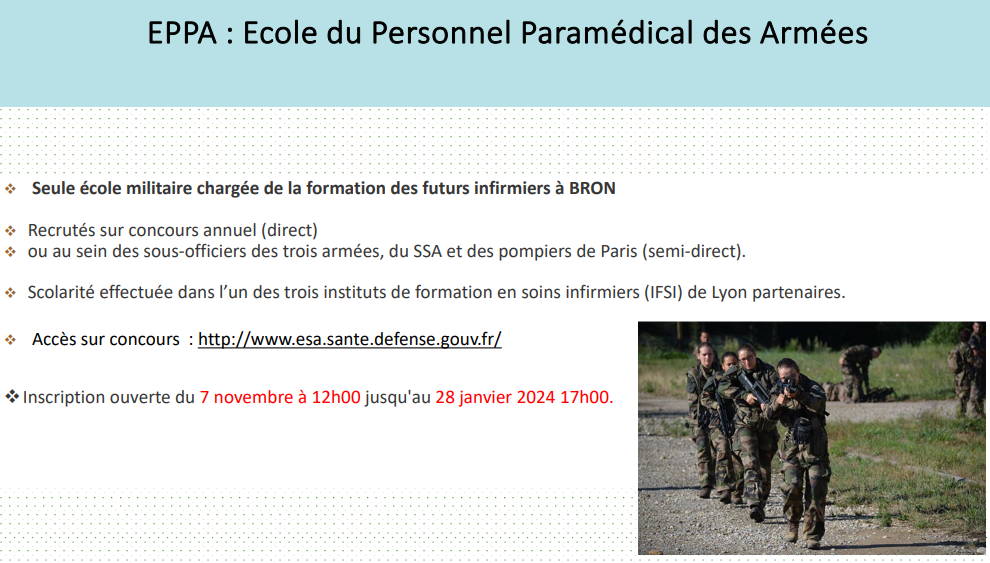 EPPA : Ecole du Personnel Paramédical des Armées
❖ Seule école militaire chargée de la formation des futurs infirmiers à BRON
❖ Recrutés sur concours annuel (direct)
❖ ou au sein des sous-officiers des trois armées, du SSA et des pompiers de Paris (semi-direct).
❖ Scolarité effectuée dans l’un des trois instituts de formation en soins infirmiers (IFSI) de Lyon partenaires.
❖ Accès sur concours : http://www.esa.sante.defense.gouv.fr/
❖Inscription ouverte du 7 novembre à 12h00 jusqu'au 28 janvier 2024 17h00.